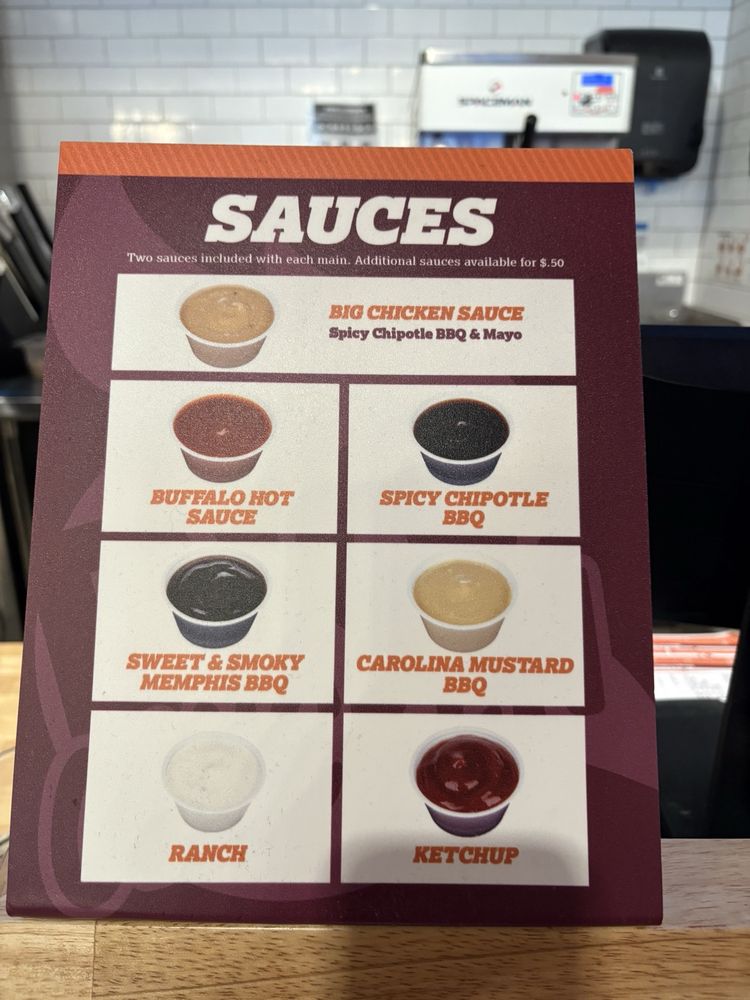 SPACEMAN
SAUCES
Two sauces included with each main. Additional sauces available for $.50
BIG CHICKEN SAUCE
Spicy Chipotle BBQ & Mayo
BUFFALO HOT
SAUCE
SPICY CHIPOTLE
BBQ
SWEET & SMOKY
MEMPHIS BBQ
CAROLINA MUSTARD
BBQ
RANCH
KETCHUP